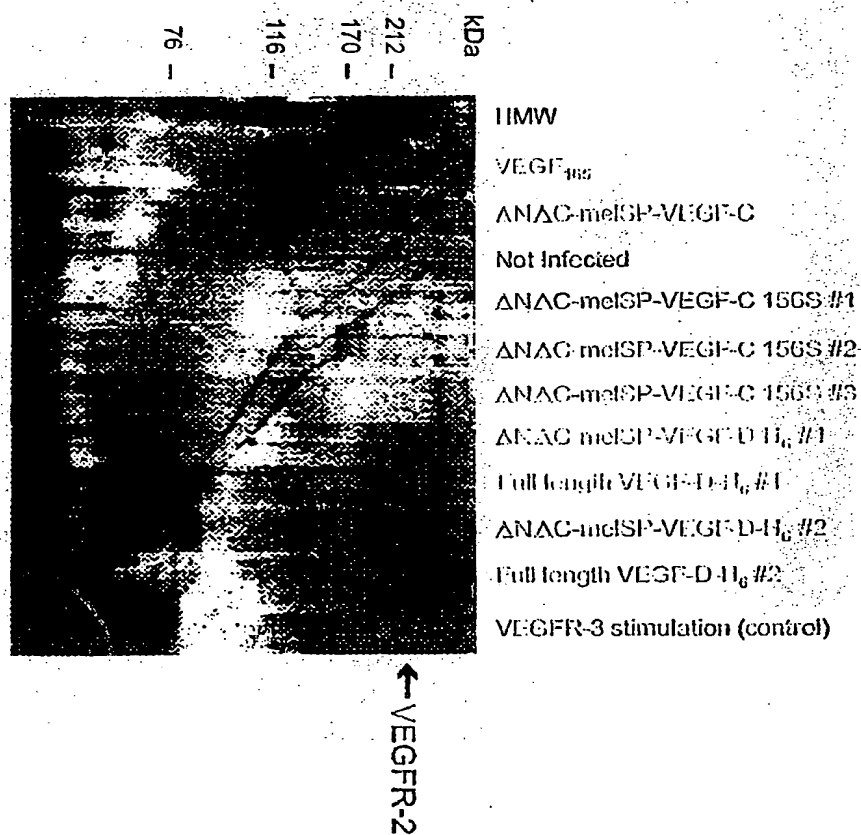 kDa
212
170
116
76
HMW
VEGF165
ΔNΔC-melSP-VEGF-C
Not Infected
ΔNΔC-melSP-VEGF-C 156S #1
ΔNΔC-melSP-VEGF-C 156S #2
ΔNΔC-melSP-VEGF-C 156S #3
ΔNΔC-melSP-VEGF-D-H6 #1
Full length VEGF-D-H6 #1
ΔNΔC-melSP-VEGF-D-H6 #2
Full length VEGF-D-H6 #2
VEGFR-3 stimulation (control)
← VEGFR-2